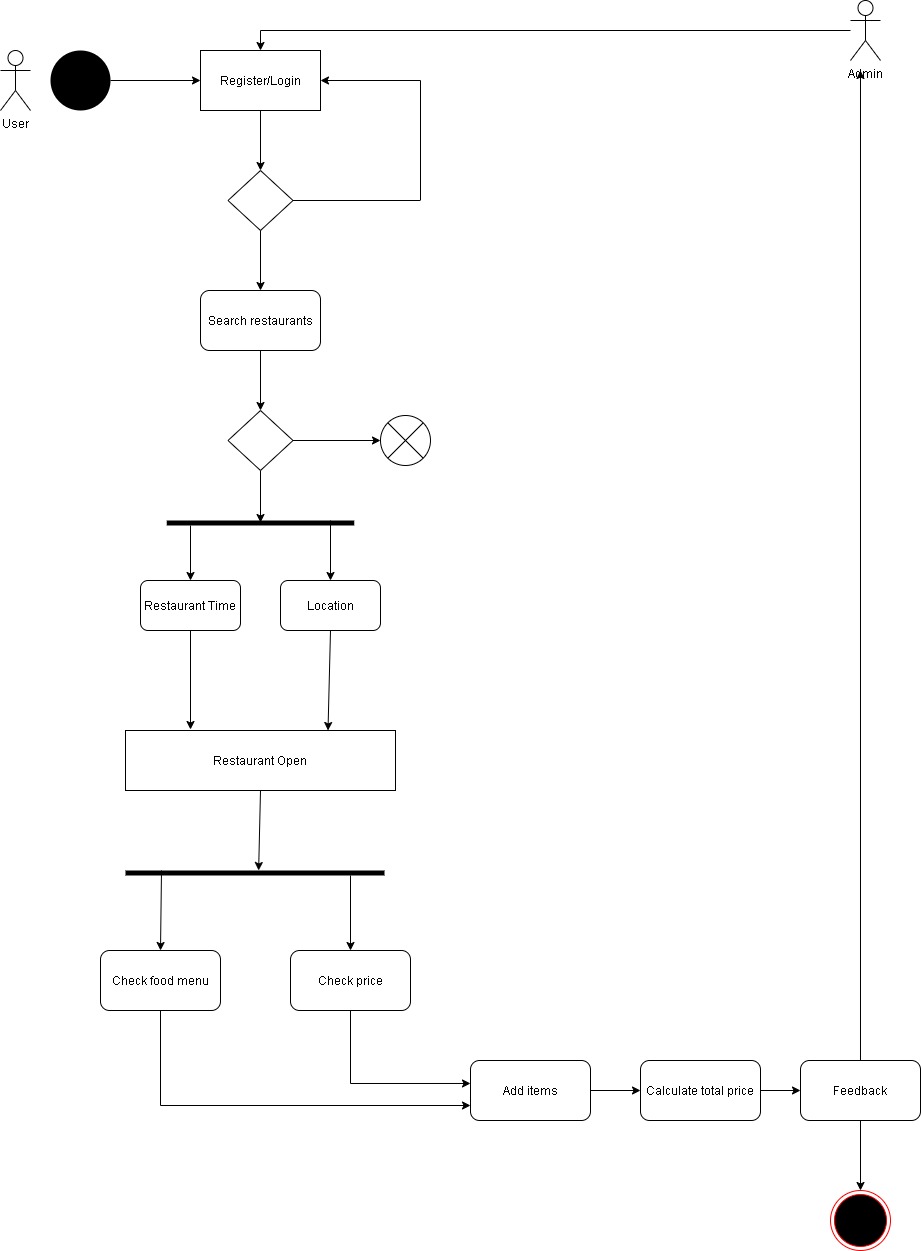 Admin
Register/Login
User
Search restaurants
Restaurant Time
Location
Restaurant Open
Check food menu
Check price
Add items
Calculate total price
Feedback